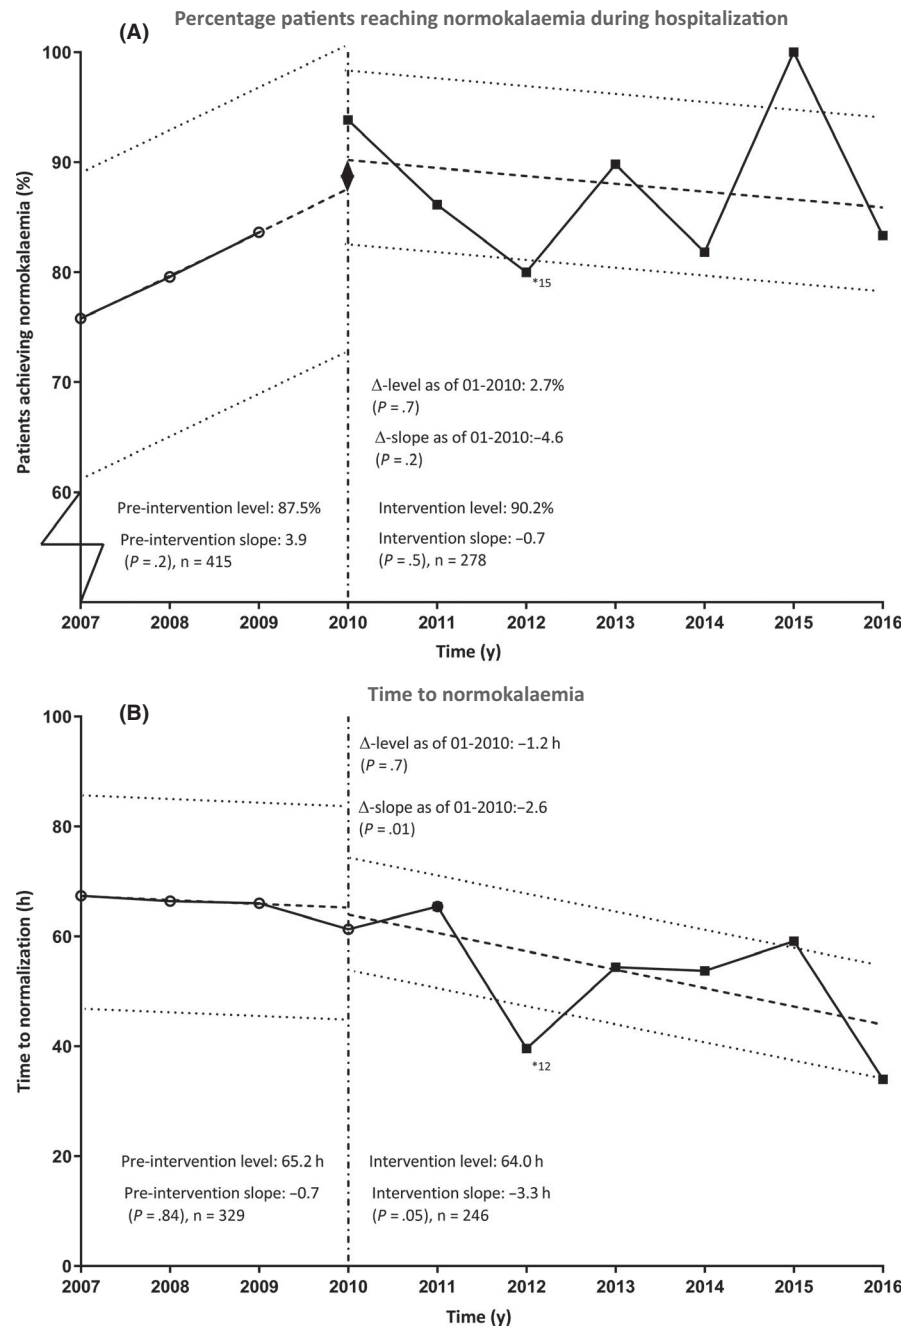 Percentage patients reaching normokalaemia during hospitalization
(A)
Patients achieving normokalaemia (%)
100
90
80
70
60
*15
Δ-level as of 01-2010: 2.7%
(P = .7)
Δ-slope as of 01-2010:−4.6
(P = .2)
Pre-intervention level: 87.5%
Pre-intervention slope: 3.9
(P = .2), n = 415
Intervention level: 90.2%
Intervention slope: −0.7
(P = .5), n = 278
2007 2008 2009 2010 2011 2012 2013 2014 2015 2016
Time (y)
Time to normokalaemia
(B)
Time to normalization (h)
100
80
60
40
20
0
Δ-level as of 01-2010: −1.2 h
(P = .7)
Δ-slope as of 01-2010:−2.6
(P = .01)
*12
Pre-intervention level: 65.2 h
Pre-intervention slope: −0.7
(P = .84), n = 329
Intervention level: 64.0 h
Intervention slope: −3.3 h
(P = .05), n = 246
2007 2008 2009 2010 2011 2012 2013 2014 2015 2016
Time (y)